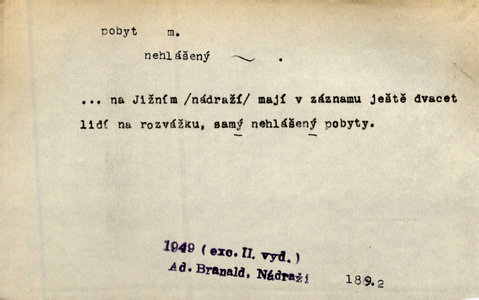 pobyt m.
nehlášený ~ .
... na Jižním /nádraží/ mají v záznamu ještě dvacet
lidí na rozvážku, samý nehlášený pobyty.
1949 (exc. II. vyd.)
Ad. Branald, Nádraží
189.2